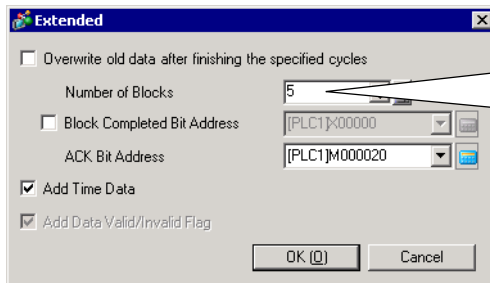 Extended
Overwrite old data after finishing the specified cycles
Number of Blocks 5
Block Completed Bit Address [PLC1]X00000
ACK Bit Address [PLC1]M000020
Add Time Data
Add Data Valid/Invalid Flag
OK (O) Cancel